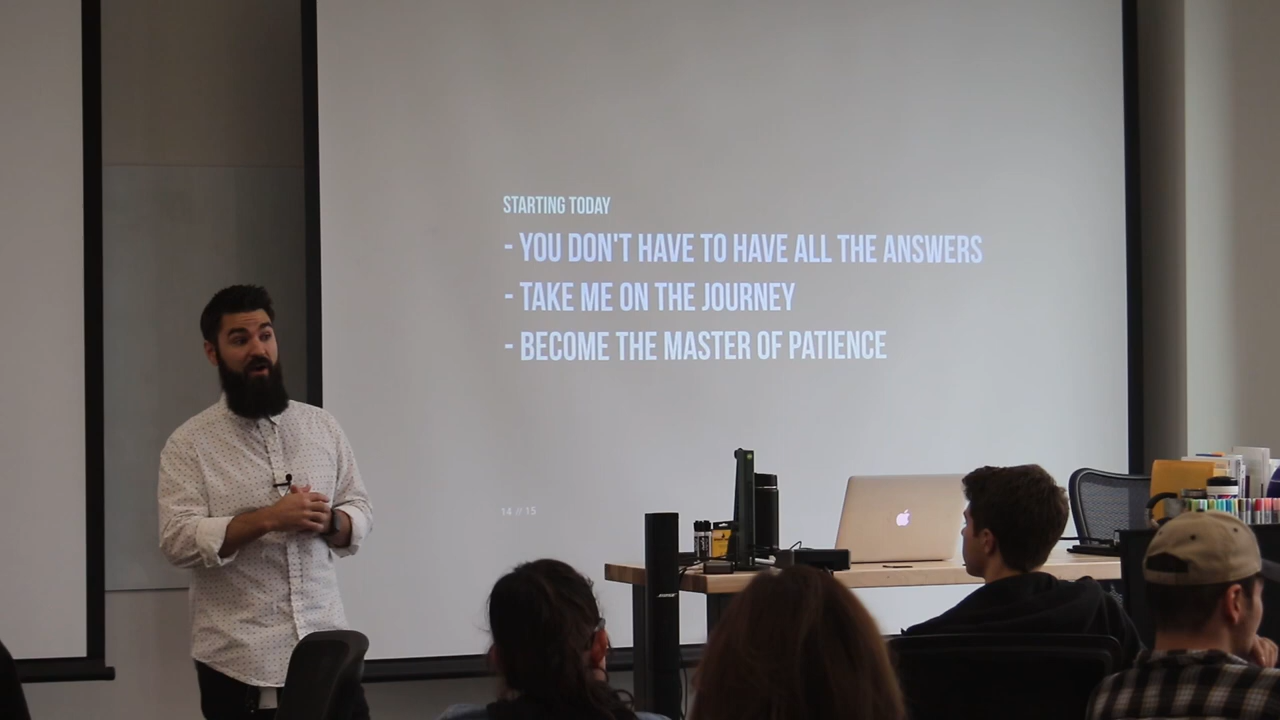 STARTING TODAY
- YOU DON'T HAVE TO HAVE ALL THE ANSWERS
- TAKE ME ON THE JOURNEY
- BECOME THE MASTER OF PATIENCE
14 // 15
BOSE